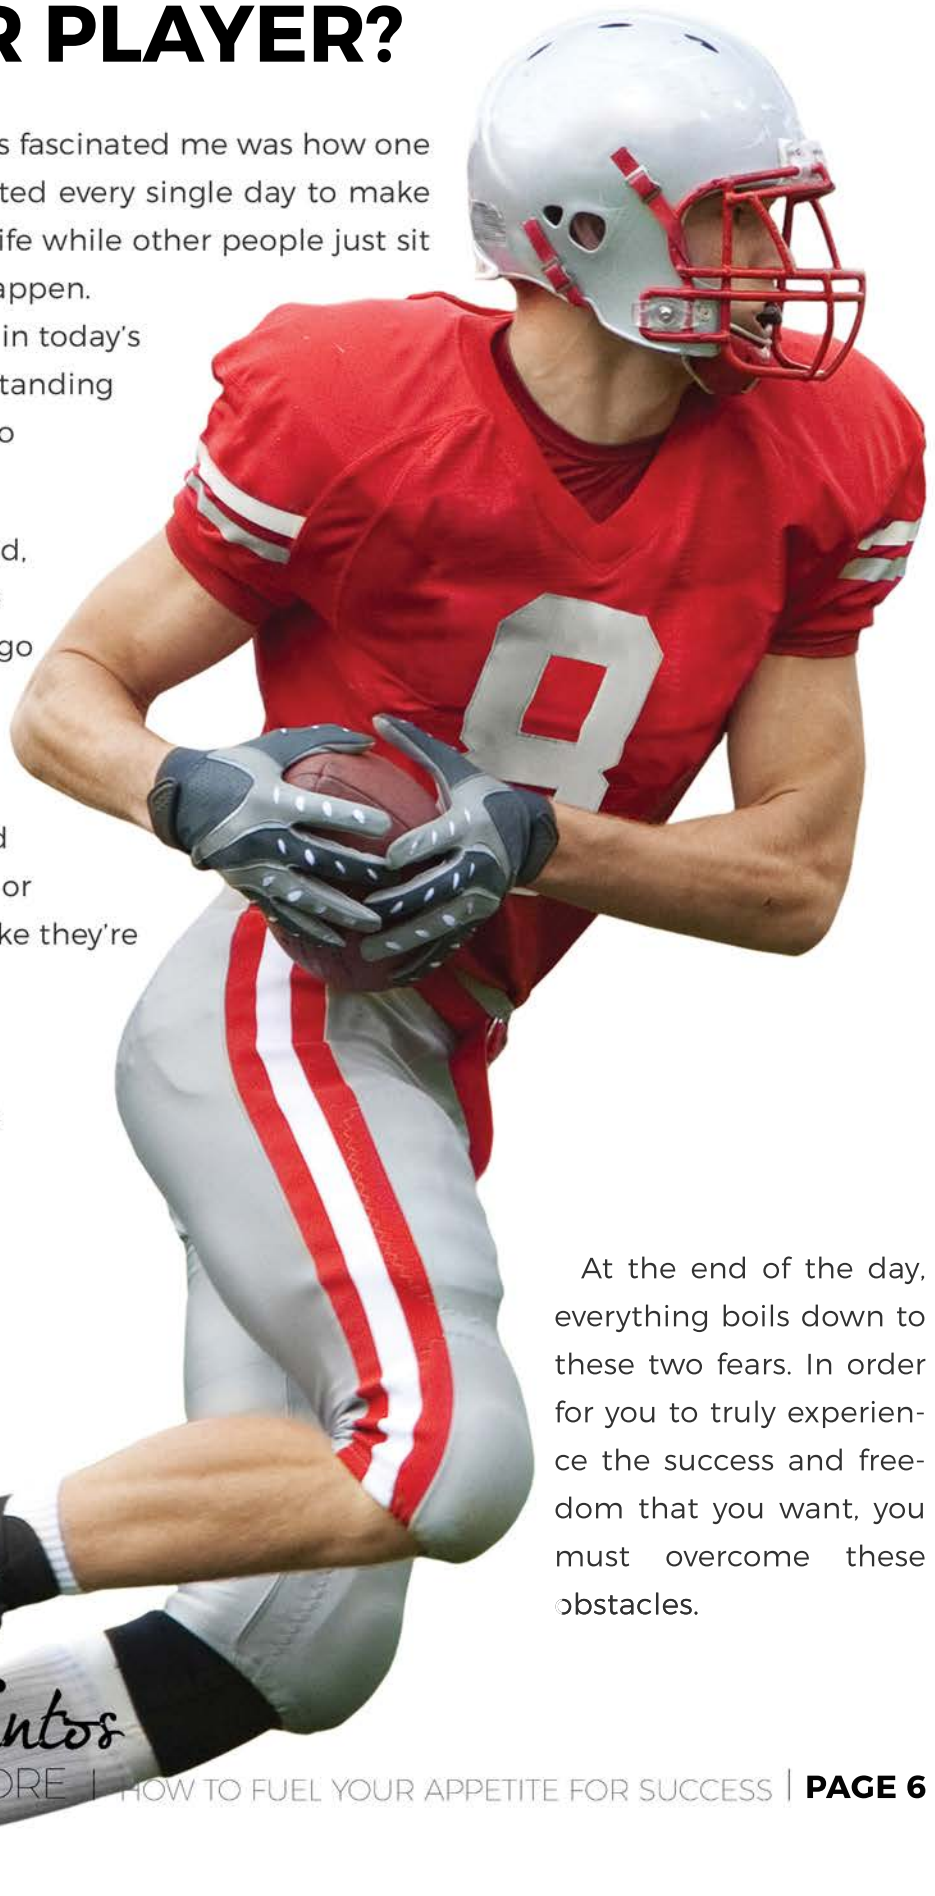 R PLAYER?
s fascinated me was how one
ted every single day to make
ife while other people just sit
appen.
in today's
tanding
o
d,
go
d
or
ke they're
8
At the end of the day,
everything boils down to
these two fears. In order
for you to truly experien-
ce the success and free-
dom that you want, you
must overcome these
obstacles.
ntos
ORE | HOW TO FUEL YOUR APPETITE FOR SUCCESS | PAGE 6